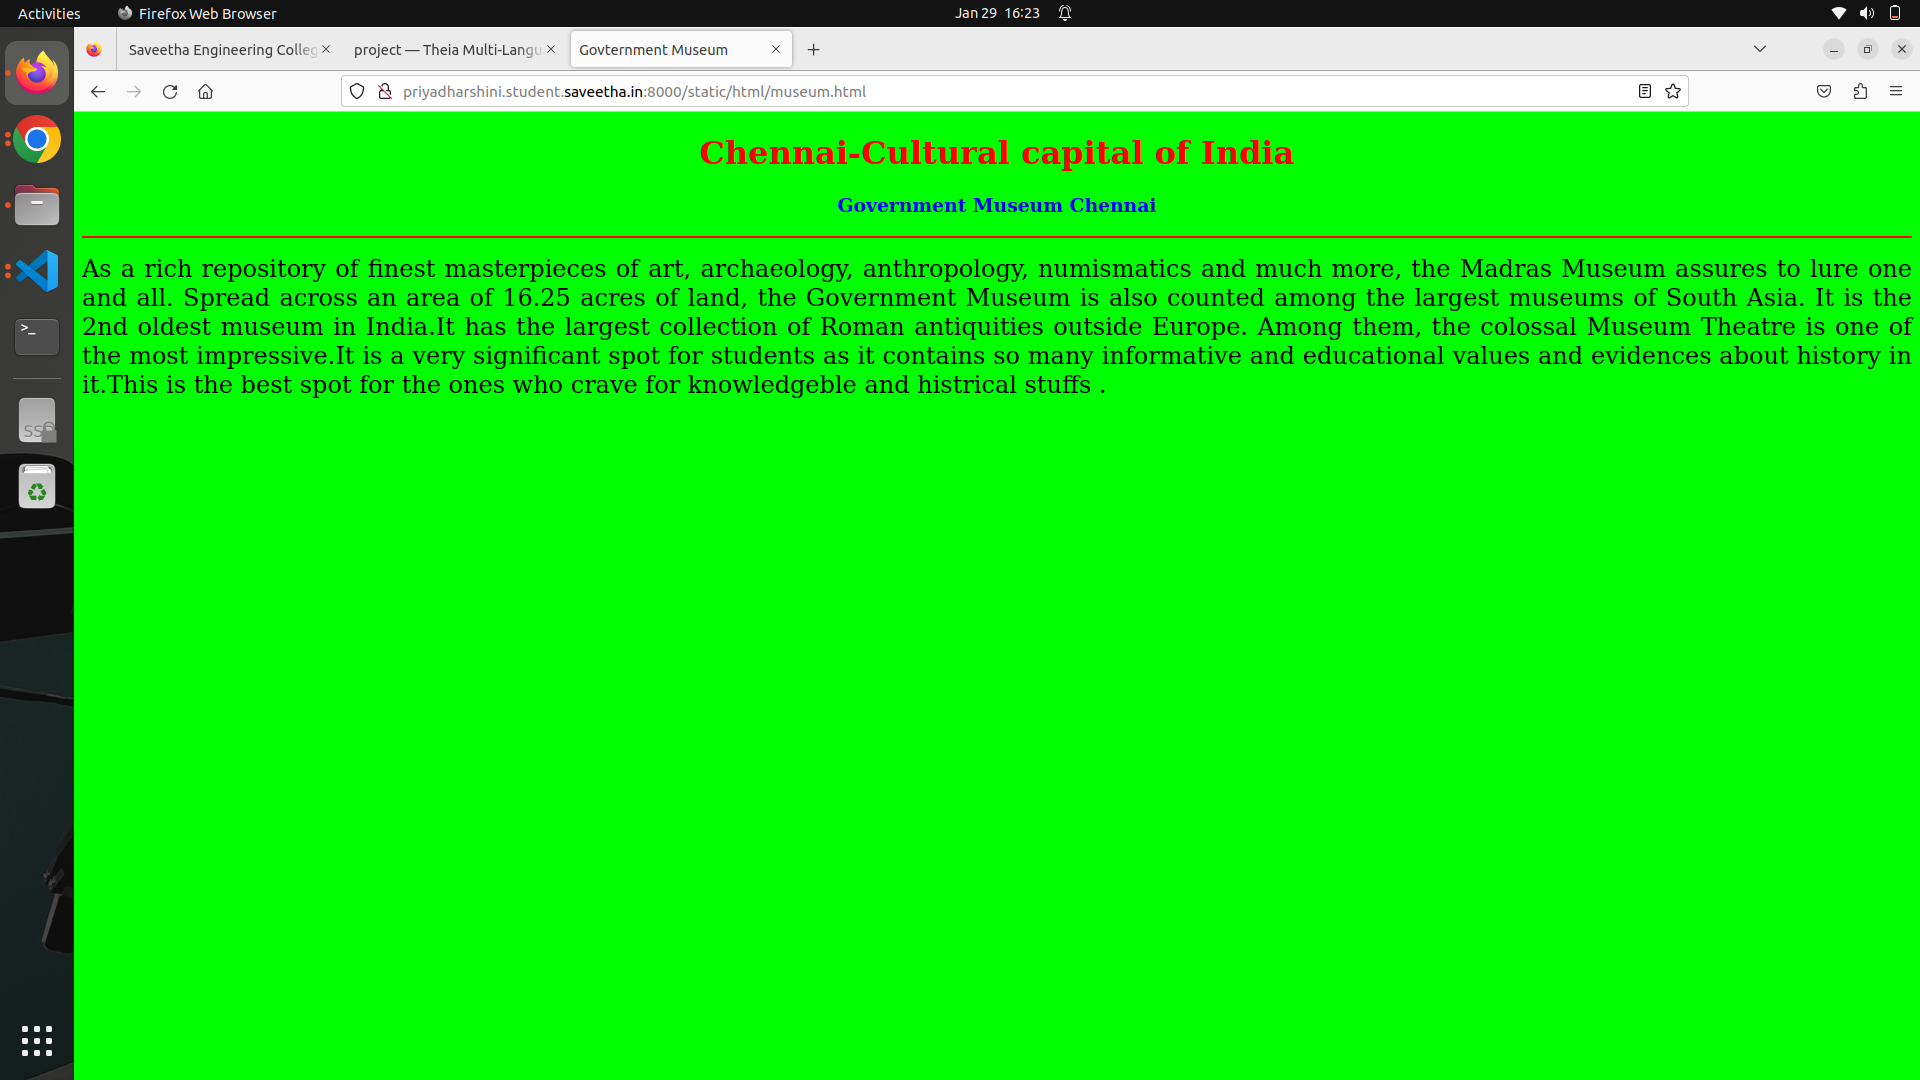 Activities Firefox Web Browser Jan 29 16:23
Saveetha Engineering Colleg project — Theia Multi-Langu Govternment Museum
priyadharshini.student.saveetha.in:8000/static/html/museum.html
Chennai-Cultural capital of India
Government Museum Chennai
As a rich repository of finest masterpieces of art, archaeology, anthropology, numismatics and much more, the Madras Museum assures to lure one
and all. Spread across an area of 16.25 acres of land, the Government Museum is also counted among the largest museums of South Asia. It is the
2nd oldest museum in India.It has the largest collection of Roman antiquities outside Europe. Among them, the colossal Museum Theatre is one of
the most impressive.It is a very significant spot for students as it contains so many informative and educational values and evidences about history in
it.This is the best spot for the ones who crave for knowledgeble and histrical stuffs .
>_